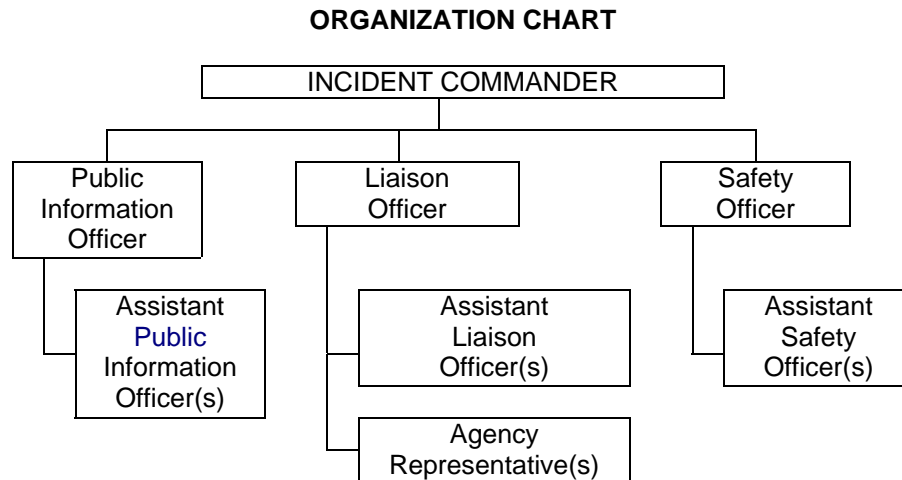 ORGANIZATION CHART
INCIDENT COMMANDER
Public
Information
Officer
Liaison
Officer
Safety
Officer
Assistant
Public
Information
Officer(s)
Assistant
Liaison
Officer(s)
Assistant
Safety
Officer(s)
Agency
Representative(s)